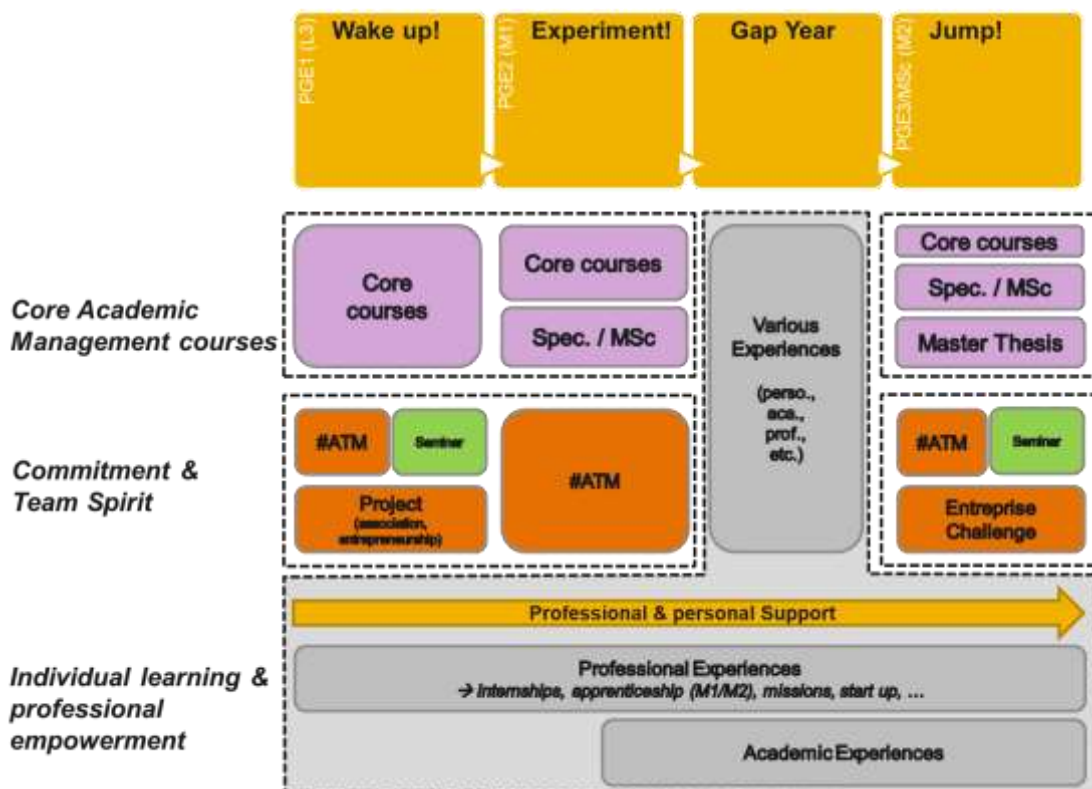 PGE1 (L3)
Wake up!
PGE2 (M1)
Experiment!
Gap Year
PGE3/MSc (M2)
Jump!
Core Academic
Management courses
Core
courses
Core courses
Spec. / MSc
Various
Experiences
(perso.,
aca.,
prof.,
etc.)
Core courses
Spec. / MSc
Master Thesis
Commitment &
Team Spirit
#ATM
Seminar
Project
(association,
entrepreneurship)
#ATM
#ATM
Seminar
Entreprise
Challenge
Professional & personal Support
Individual learning &
professional
empowerment
Professional Experiences
→ Internships, apprenticeship (M1/M2), missions, start up, …
Academic Experiences